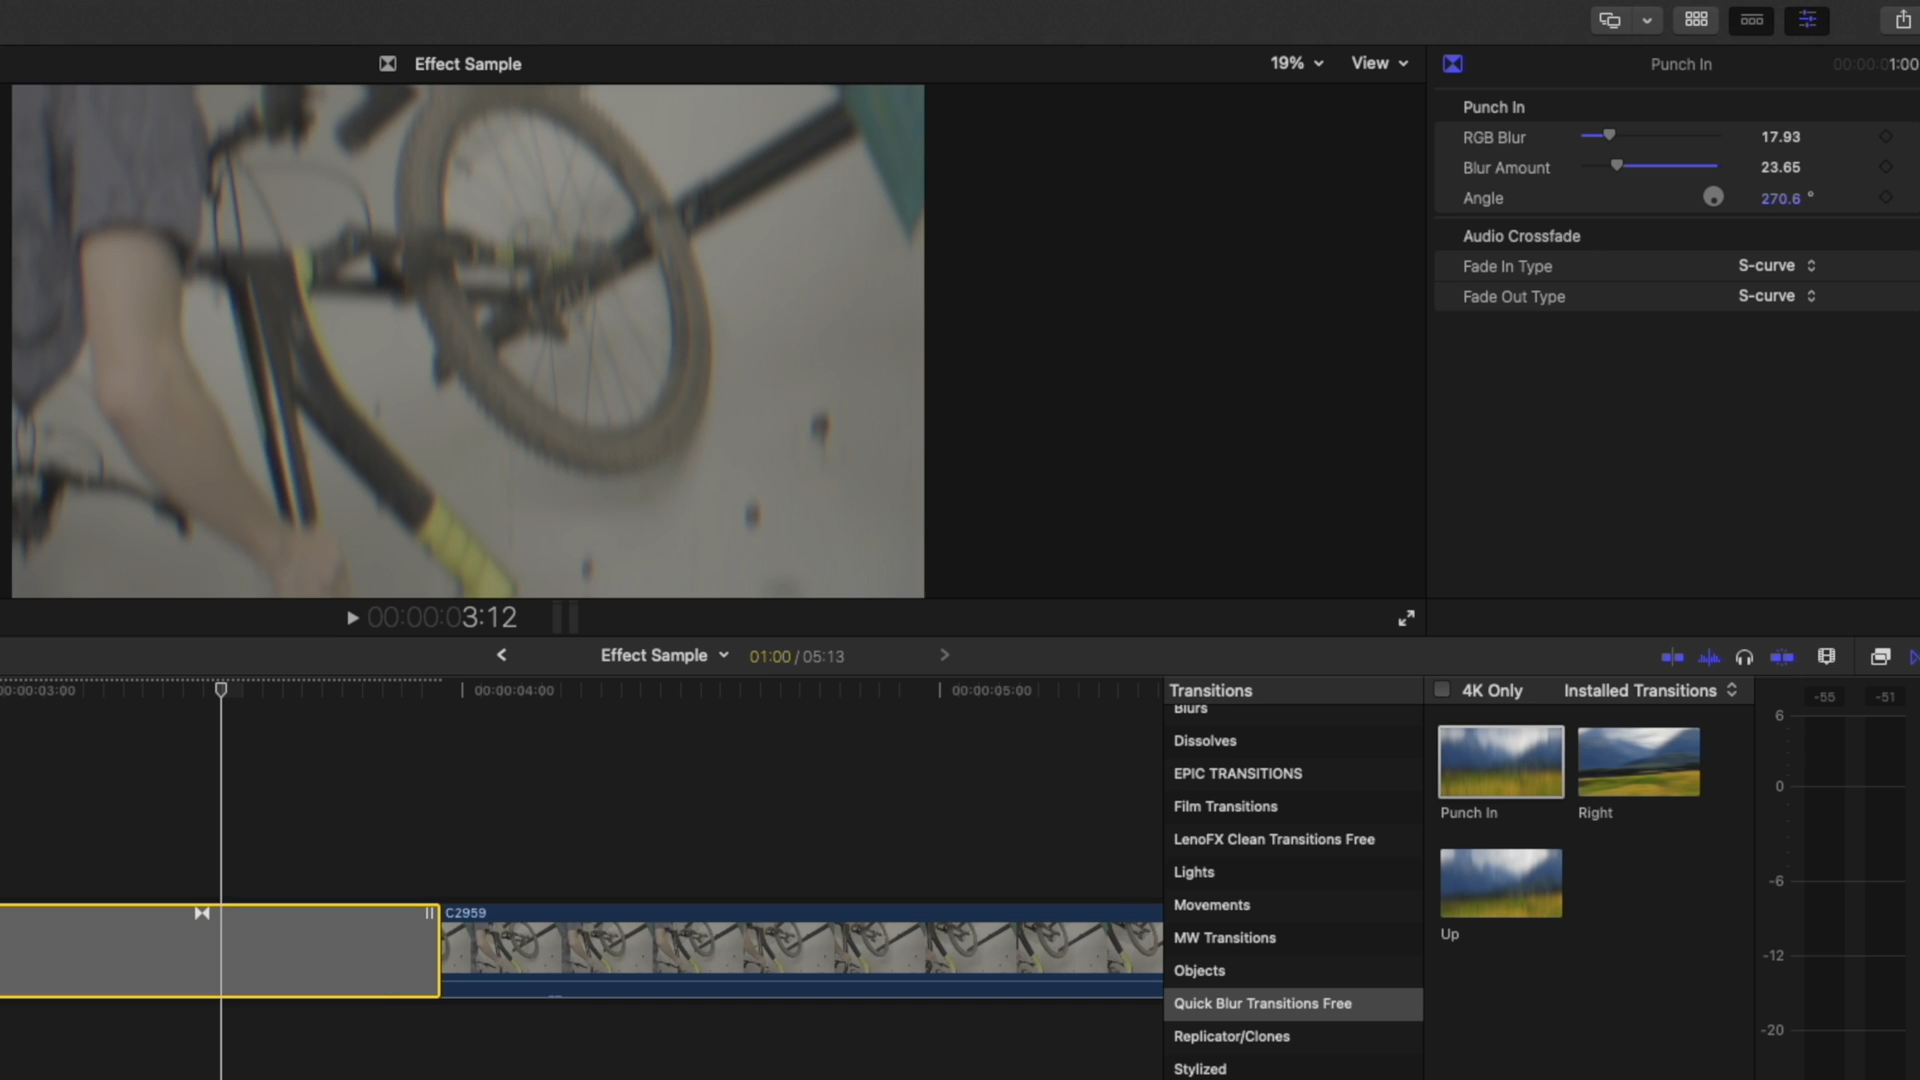 Effect Sample
19%
View
Punch In
00:00:01:00
Punch In
RGB Blur
17.93
Blur Amount
23.65
Angle
270.6 °
Audio Crossfade
Fade In Type
S-curve
Fade Out Type
S-curve
00:00:03:12
Effect Sample
01:00 / 05:13
00:00:03:00
00:00:04:00
00:00:05:00
Transitions
4K Only
Installed Transitions
-55
-51
Blurs
Dissolves
EPIC TRANSITIONS
Film Transitions
LenoFX Clean Transitions Free
Lights
Movements
MW Transitions
Objects
Quick Blur Transitions Free
Replicator/Clones
Stylized
Punch In
Right
Up
6
0
-6
-12
-20
C2959